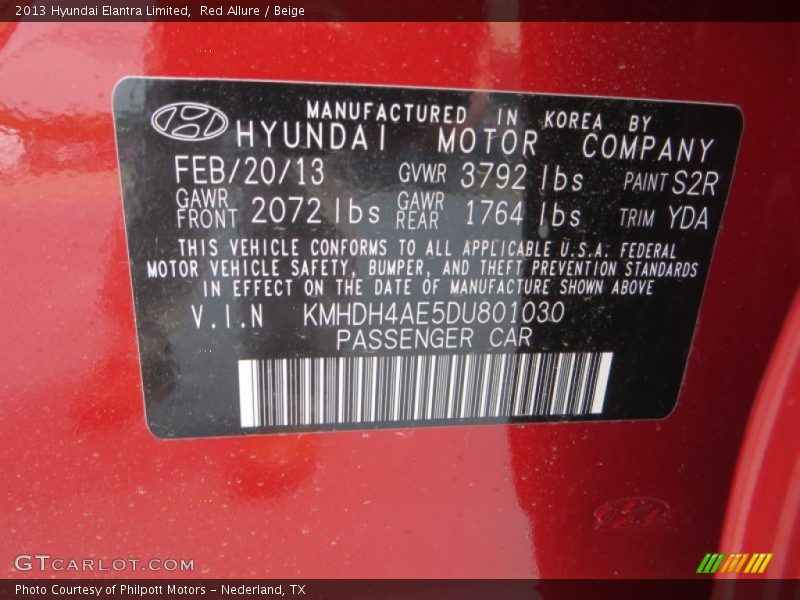 2013 Hyundai Elantra Limited, Red Allure / Beige
MANUFACTURED IN KOREA BY
HYUNDAI MOTOR COMPANY
FEB/20/13 GVWR 3792 lbs PAINT S2R
GAWR FRONT 2072 lbs GAWR REAR 1764 lbs TRIM YDA
THIS VEHICLE CONFORMS TO ALL APPLICABLE U.S.A. FEDERAL
MOTOR VEHICLE SAFETY, BUMPER, AND THEFT PREVENTION STANDARDS
IN EFFECT ON THE DATE OF MANUFACTURE SHOWN ABOVE
V.I.N KMHDH4AE5DU801030
PASSENGER CAR
GTCARLOT.COM
Photo Courtesy of Philpott Motors - Nederland, TX